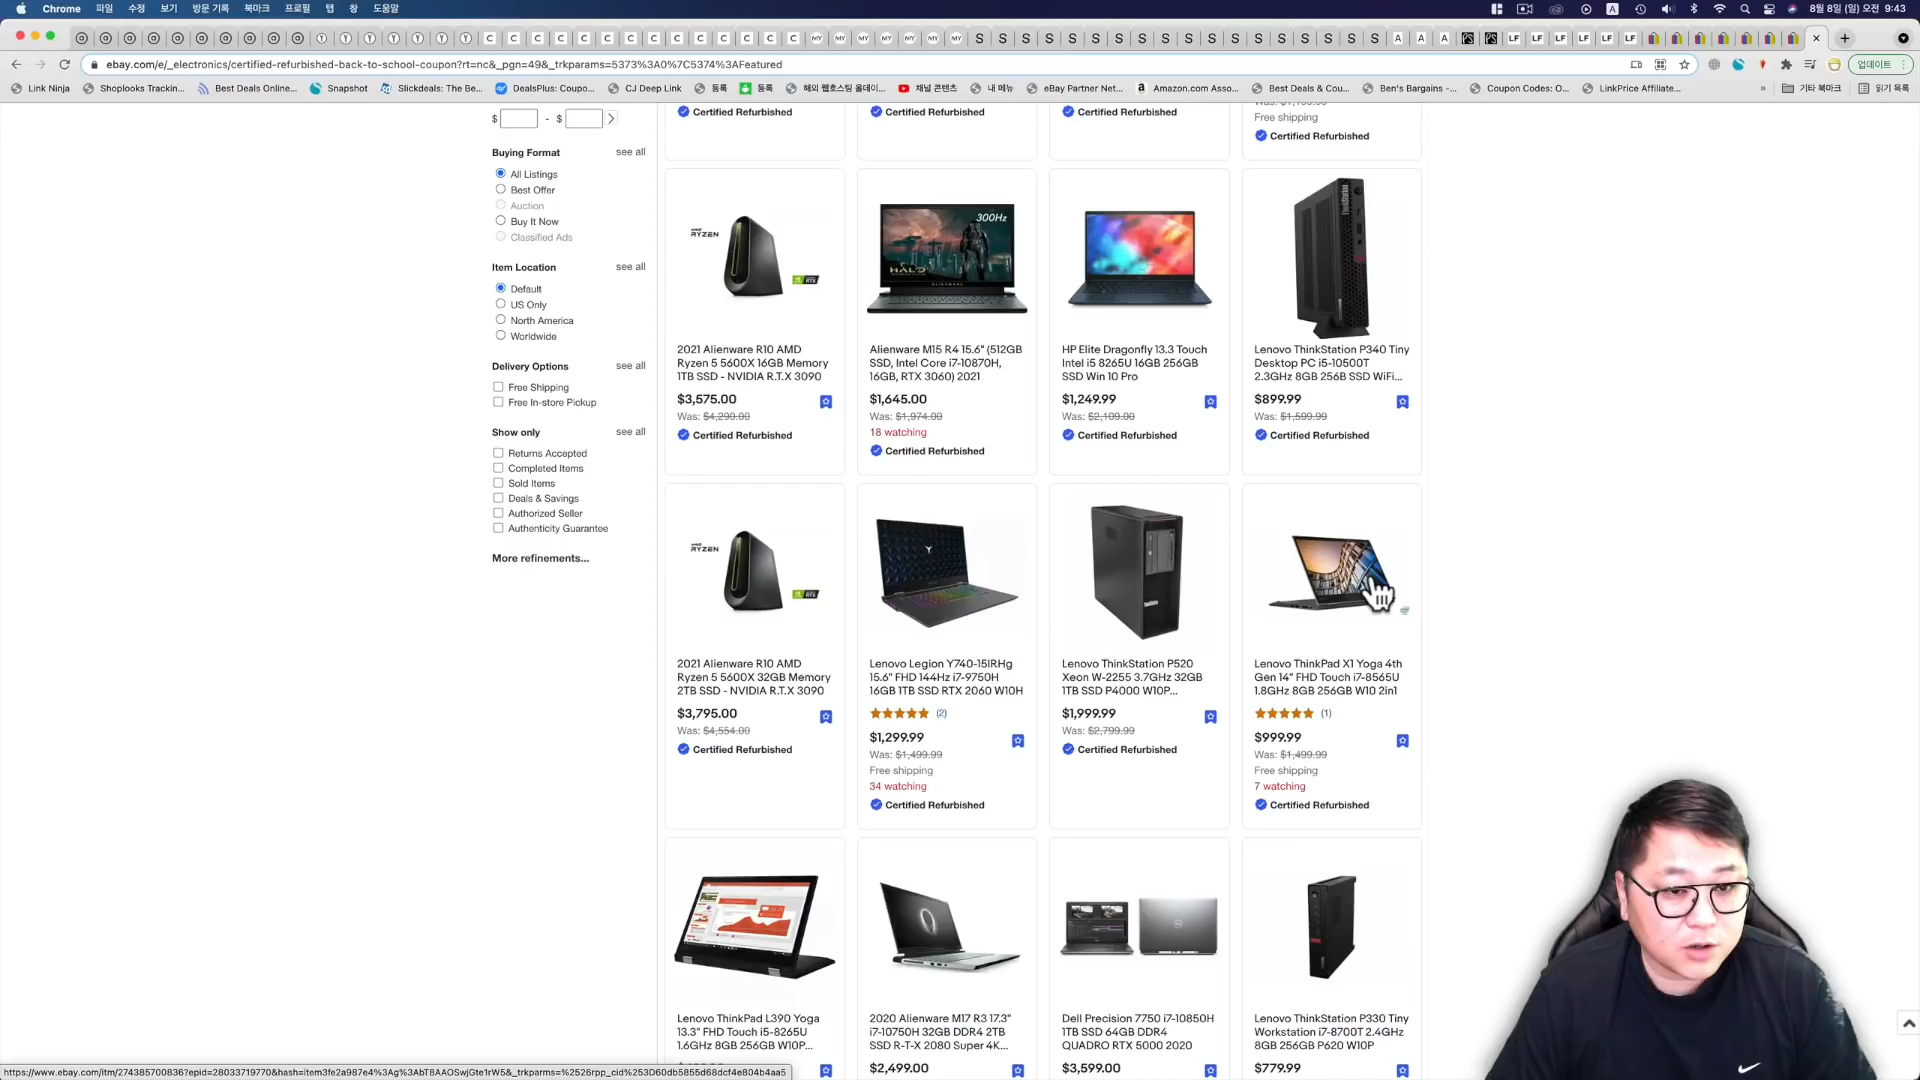 Chrome 파일 수정 보기 방문 기록 북마크 프로필 탭 창 도움말
8월 8일 (일) 오전 9:43
ebay.com/e/_electronics/certified-refurbished-back-to-school-coupon?rt=nc&_pgn=49&_trkparams=5373%3A0%7C5374%3AFeatured
업데이트
Link Ninja Shoplooks Trackin... Best Deals Online... Snapshot Slickdeals: The Be... DealsPlus: Coupo... CJ Deep Link 등록 등록 해외 웹호스팅 올데이... 채널 콘텐츠 내 메뉴 eBay Partner Net... Amazon.com Asso... Best Deals & Cou... Ben's Bargains -... Coupon Codes: O... LinkPrice Affiliate... » 기타 북마크 읽기 목록
$ - $
Buying Format see all
All Listings
Best Offer
Auction
Buy It Now
Classified Ads
Item Location see all
Default
US Only
North America
Worldwide
Delivery Options see all
Free Shipping
Free In-store Pickup
Show only see all
Returns Accepted
Completed Items
Sold Items
Deals & Savings
Authorized Seller
Authenticity Guarantee
More refinements...
Certified Refurbished
Certified Refurbished
Certified Refurbished
Free shipping
Certified Refurbished
AMD
RYZEN
2021 Alienware R10 AMD
Ryzen 5 5600X 16GB Memory
1TB SSD - NVIDIA R.T.X 3090
$3,575.00
Was: $4,290.00
Certified Refurbished
300Hz
HALO
ALIENWARE
Alienware M15 R4 15.6" (512GB
SSD, Intel Core i7-10870H,
16GB, RTX 3060) 2021
$1,645.00
Was: $1,974.00
18 watching
Certified Refurbished
HP Elite Dragonfly 13.3 Touch
Intel i5 8265U 16GB 256GB
SSD Win 10 Pro
$1,249.99
Was: $2,109.00
Certified Refurbished
Lenovo ThinkStation P340 Tiny
Desktop PC i5-10500T
2.3GHz 8GB 256B SSD WiFi...
$899.99
Was: $1,599.99
Certified Refurbished
AMD
RYZEN
2021 Alienware R10 AMD
Ryzen 5 5600X 32GB Memory
2TB SSD - NVIDIA R.T.X 3090
$3,795.00
Was: $4,554.00
Certified Refurbished
Lenovo Legion Y740-15IRHg
15.6" FHD 144Hz i7-9750H
16GB 1TB SSD RTX 2060 W10H
(2)
$1,299.99
Was: $1,499.99
Free shipping
34 watching
Certified Refurbished
Lenovo ThinkStation P520
Xeon W-2255 3.7GHz 32GB
1TB SSD P4000 W10P...
$1,999.99
Was: $2,799.99
Certified Refurbished
Lenovo ThinkPad X1 Yoga 4th
Gen 14" FHD Touch i7-8565U
1.8GHz 8GB 256GB W10 2in1
(1)
$999.99
Was: $1,499.99
Free shipping
7 watching
Certified Refurbished
Lenovo ThinkPad L390 Yoga
13.3" FHD Touch i5-8265U
1.6GHz 8GB 256GB W10P...
2020 Alienware M17 R3 17.3"
i7-10750H 32GB DDR4 2TB
SSD R-T-X 2080 Super 4K...
$2,499.00
Dell Precision 7750 i7-10850H
1TB SSD 64GB DDR4
QUADRO RTX 5000 2020
$3,599.00
Lenovo ThinkStation P330 Tiny
Workstation i7-8700T 2.4GHz
8GB 256GB P620 W10P
$779.99
https://www.ebay.com/itm/274385700836?epid=28033719770&hash=item3fe2a987e4%3Ag%3AbT8AAOSwjGte1rW5&_trkparms=%2526rpp_cid%253D60db5855d68dcf4e804b4aa5